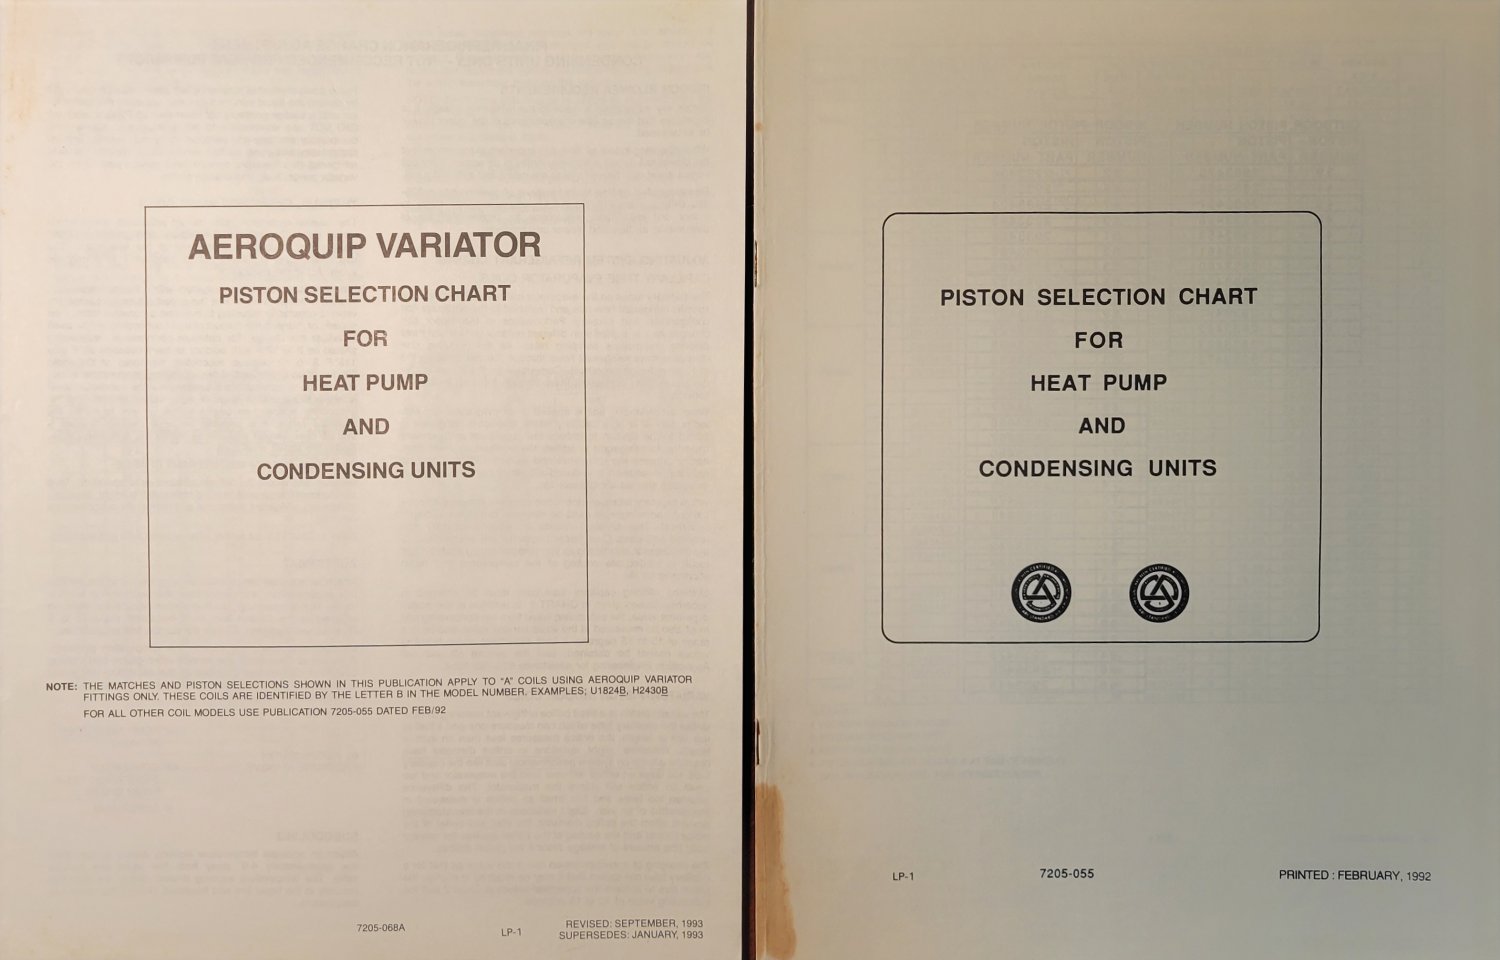 AEROQUIP VARIATOR
PISTON SELECTION CHART
FOR
HEAT PUMP
AND
CONDENSING UNITS
NOTE: THE MATCHES AND PISTON SELECTIONS SHOWN IN THIS PUBLICATION APPLY TO "A" COILS USING AEROQUIP VARIATOR
FITTINGS ONLY. THESE COILS ARE IDENTIFIED BY THE LETTER B IN THE MODEL NUMBER. EXAMPLES; U1824B, H2430B
FOR ALL OTHER COIL MODELS USE PUBLICATION 7205-055 DATED FEB/92
7205-068A
LP-1
REVISED: SEPTEMBER, 1993
SUPERSEDES: JANUARY, 1993
PISTON SELECTION CHART
FOR
HEAT PUMP
AND
CONDENSING UNITS
LP-1
7205-055
PRINTED : FEBRUARY, 1992